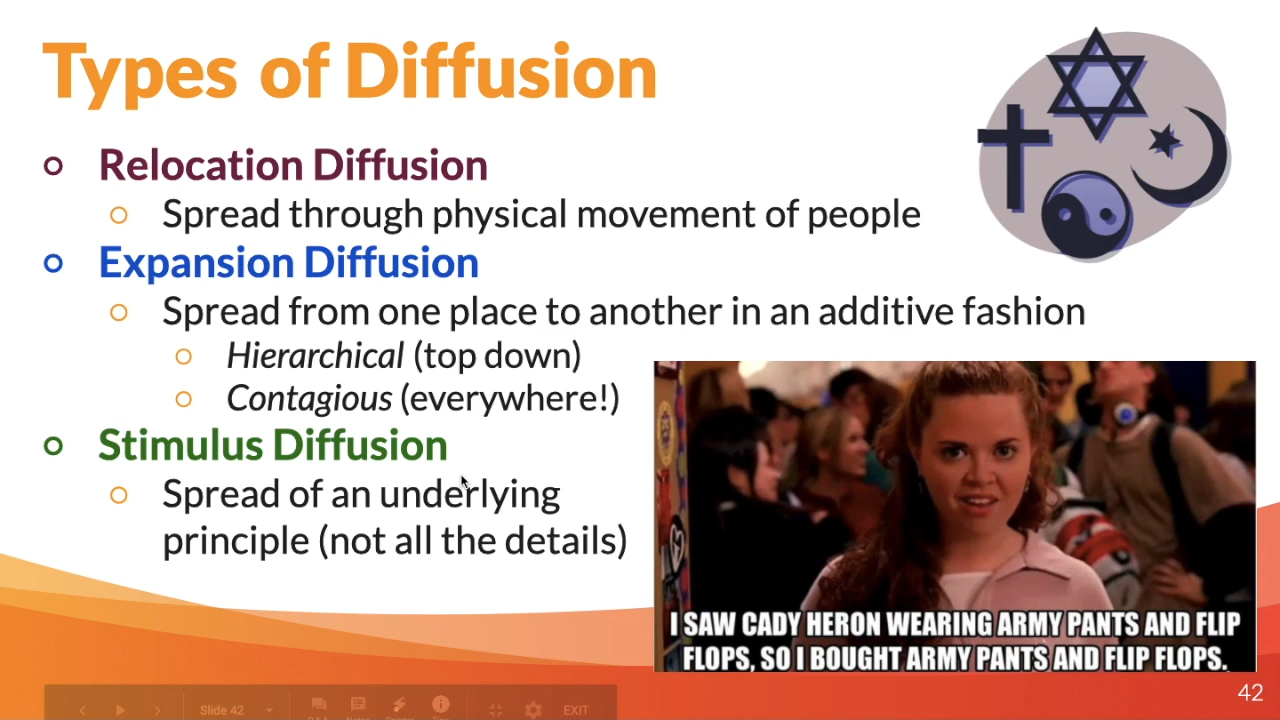 Types of Diffusion
Relocation Diffusion
Spread through physical movement of people
Expansion Diffusion
Spread from one place to another in an additive fashion
Hierarchical (top down)
Contagious (everywhere!)
Stimulus Diffusion
Spread of an underlying
principle (not all the details)
I SAW CADY HERON WEARING ARMY PANTS AND FLIP
FLOPS, SO I BOUGHT ARMY PANTS AND FLIP FLOPS.
42
Slide 42
EXIT